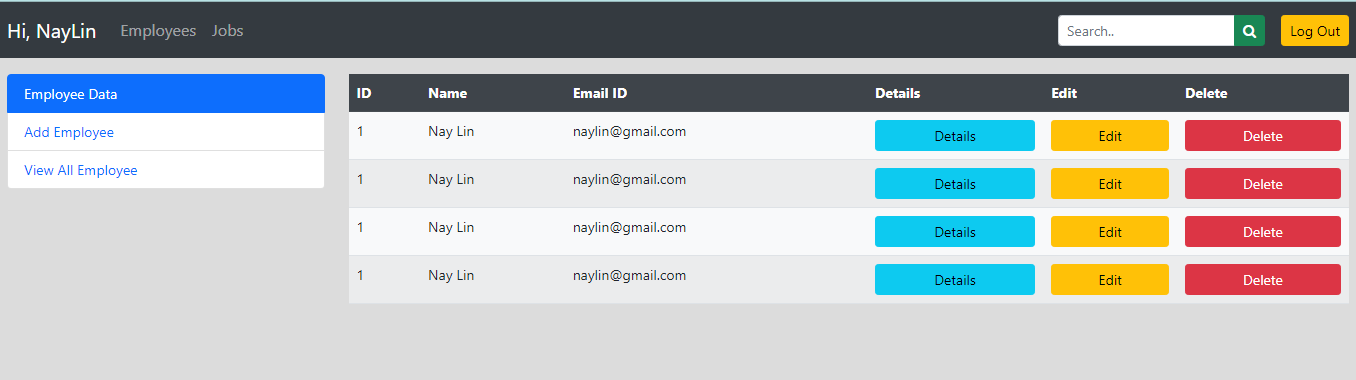 Hi, NayLin Employees Jobs Search.. Log Out
Employee Data
Add Employee
View All Employee
ID Name Email ID Details Edit Delete
1 Nay Lin naylin@gmail.com Details Edit Delete
1 Nay Lin naylin@gmail.com Details Edit Delete
1 Nay Lin naylin@gmail.com Details Edit Delete
1 Nay Lin naylin@gmail.com Details Edit Delete